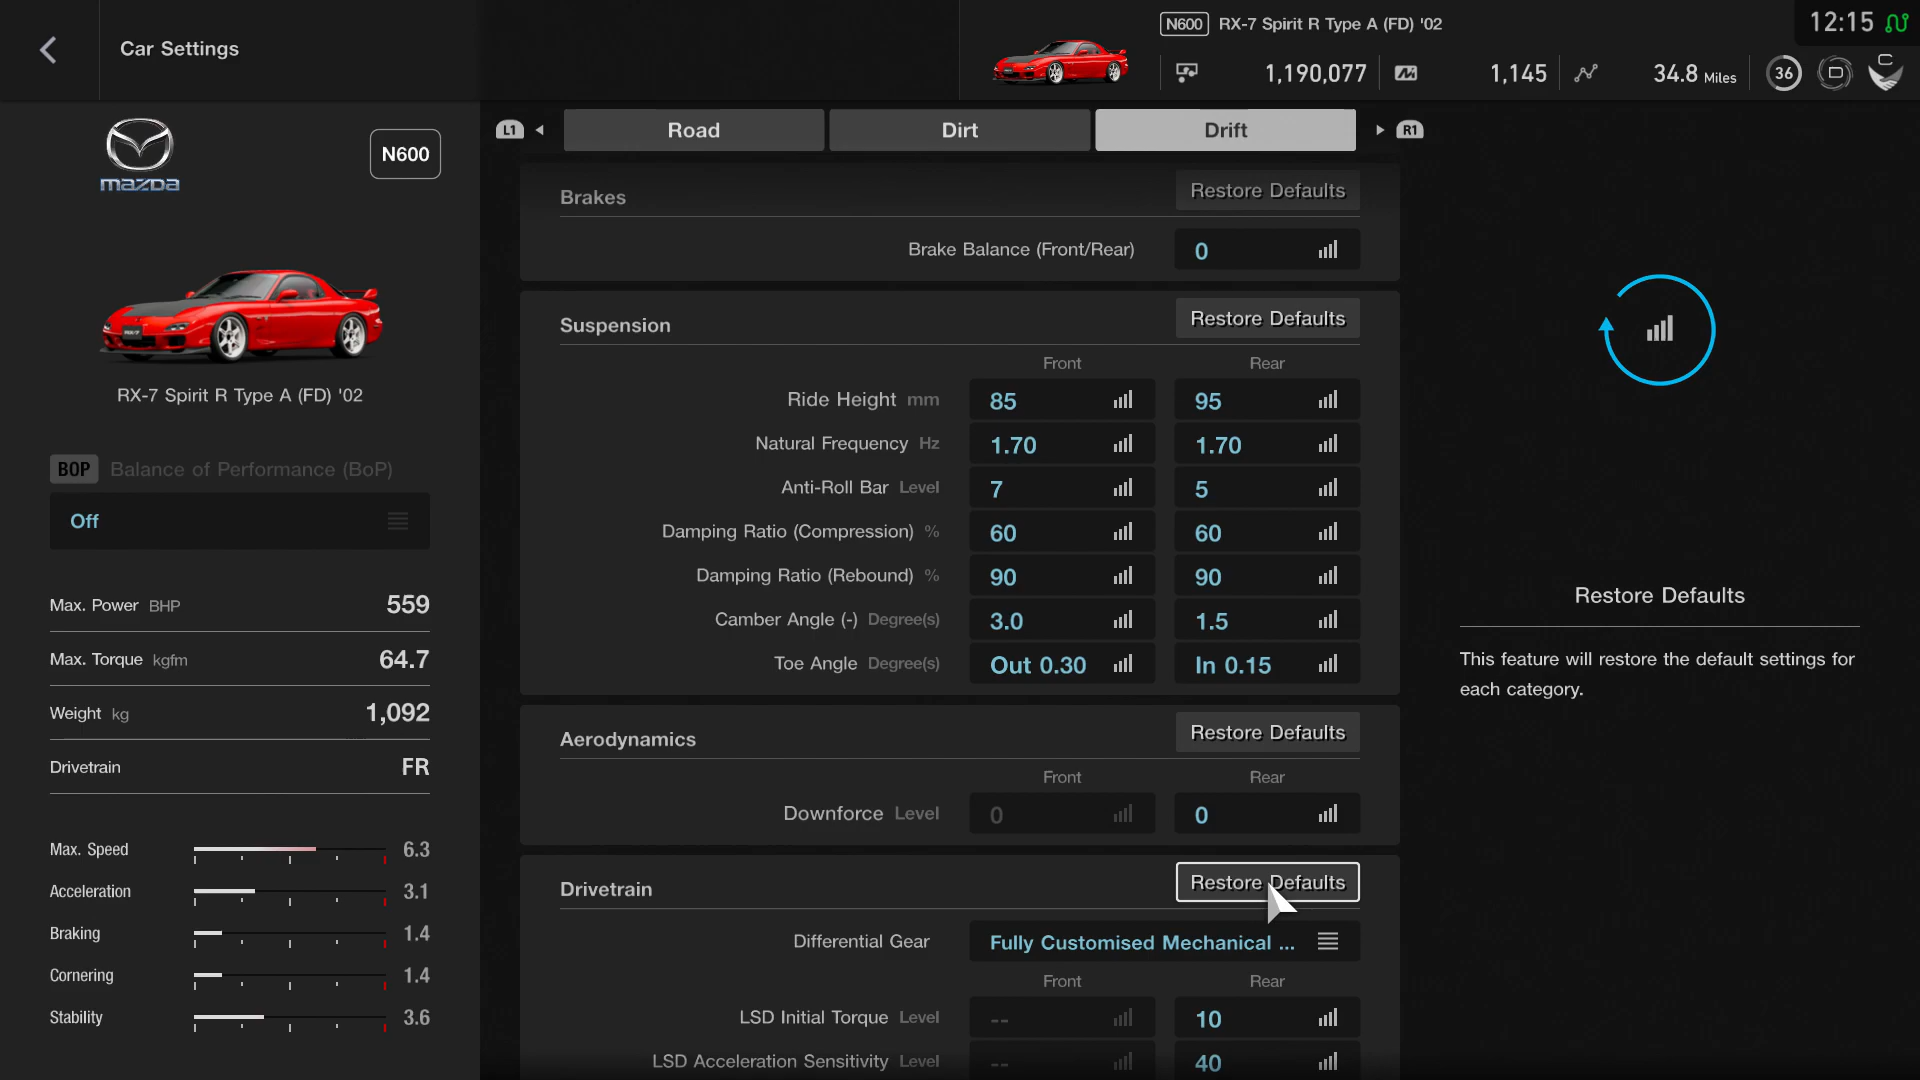 Car Settings
N600 RX-7 Spirit R Type A (FD) '02
1,190,077
1,145
34.8 Miles
36
D
C
12:15
mazda
N600
RX-7 Spirit R Type A (FD) '02
BOP Balance of Performance (BoP)
Off
Max. Power BHP 559
Max. Torque kgfm 64.7
Weight kg 1,092
Drivetrain FR
Max. Speed 6.3
Acceleration 3.1
Braking 1.4
Cornering 1.4
Stability 3.6
L1 Road Dirt Drift R1
Brakes Restore Defaults
Brake Balance (Front/Rear) 0
Suspension Restore Defaults
Front Rear
Ride Height mm 85 95
Natural Frequency Hz 1.70 1.70
Anti-Roll Bar Level 7 5
Damping Ratio (Compression) % 60 60
Damping Ratio (Rebound) % 90 90
Camber Angle (-) Degree(s) 3.0 1.5
Toe Angle Degree(s) Out 0.30 In 0.15
Aerodynamics Restore Defaults
Front Rear
Downforce Level 0 0
Drivetrain Restore Defaults
Differential Gear Fully Customised Mechanical ...
Front Rear
LSD Initial Torque Level -- 10
LSD Acceleration Sensitivity Level -- 40
Restore Defaults
This feature will restore the default settings for
each category.